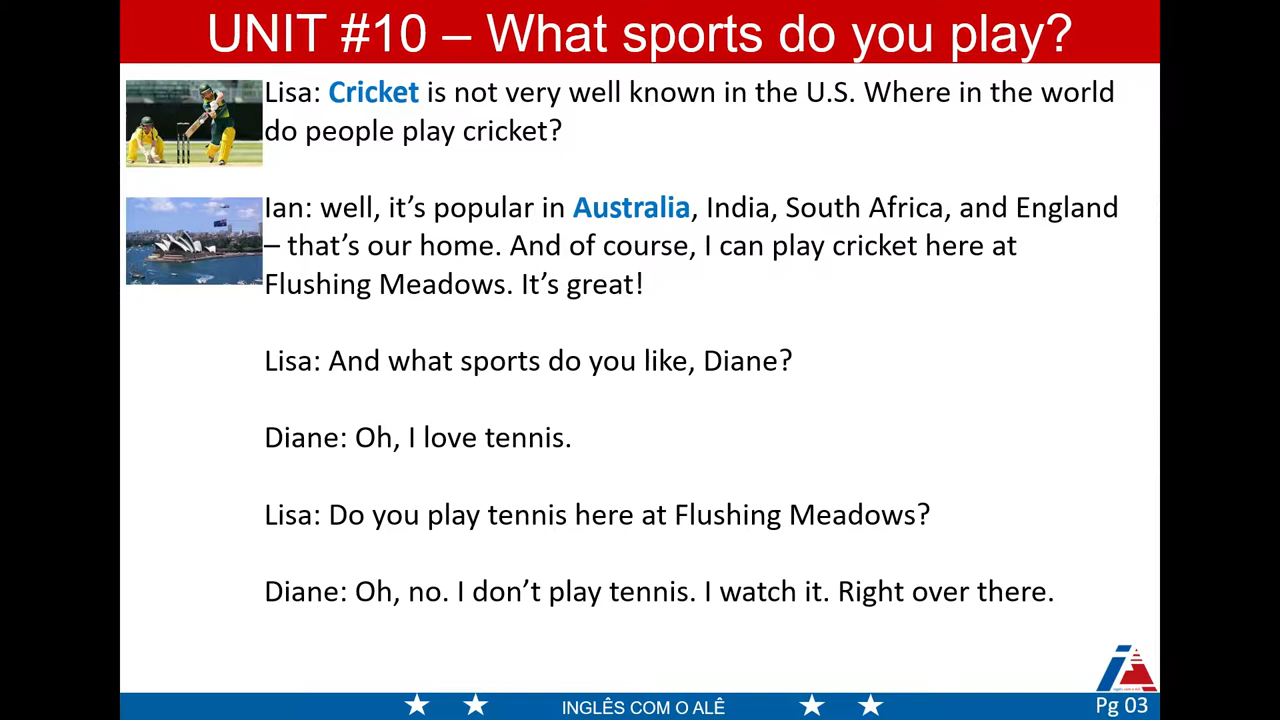 UNIT #10 – What sports do you play?
Lisa: Cricket is not very well known in the U.S. Where in the world
do people play cricket?
Ian: well, it’s popular in Australia, India, South Africa, and England
– that’s our home. And of course, I can play cricket here at
Flushing Meadows. It’s great!
Lisa: And what sports do you like, Diane?
Diane: Oh, I love tennis.
Lisa: Do you play tennis here at Flushing Meadows?
Diane: Oh, no. I don’t play tennis. I watch it. Right over there.
INGLÊS COM O ALÊ
Pg 03